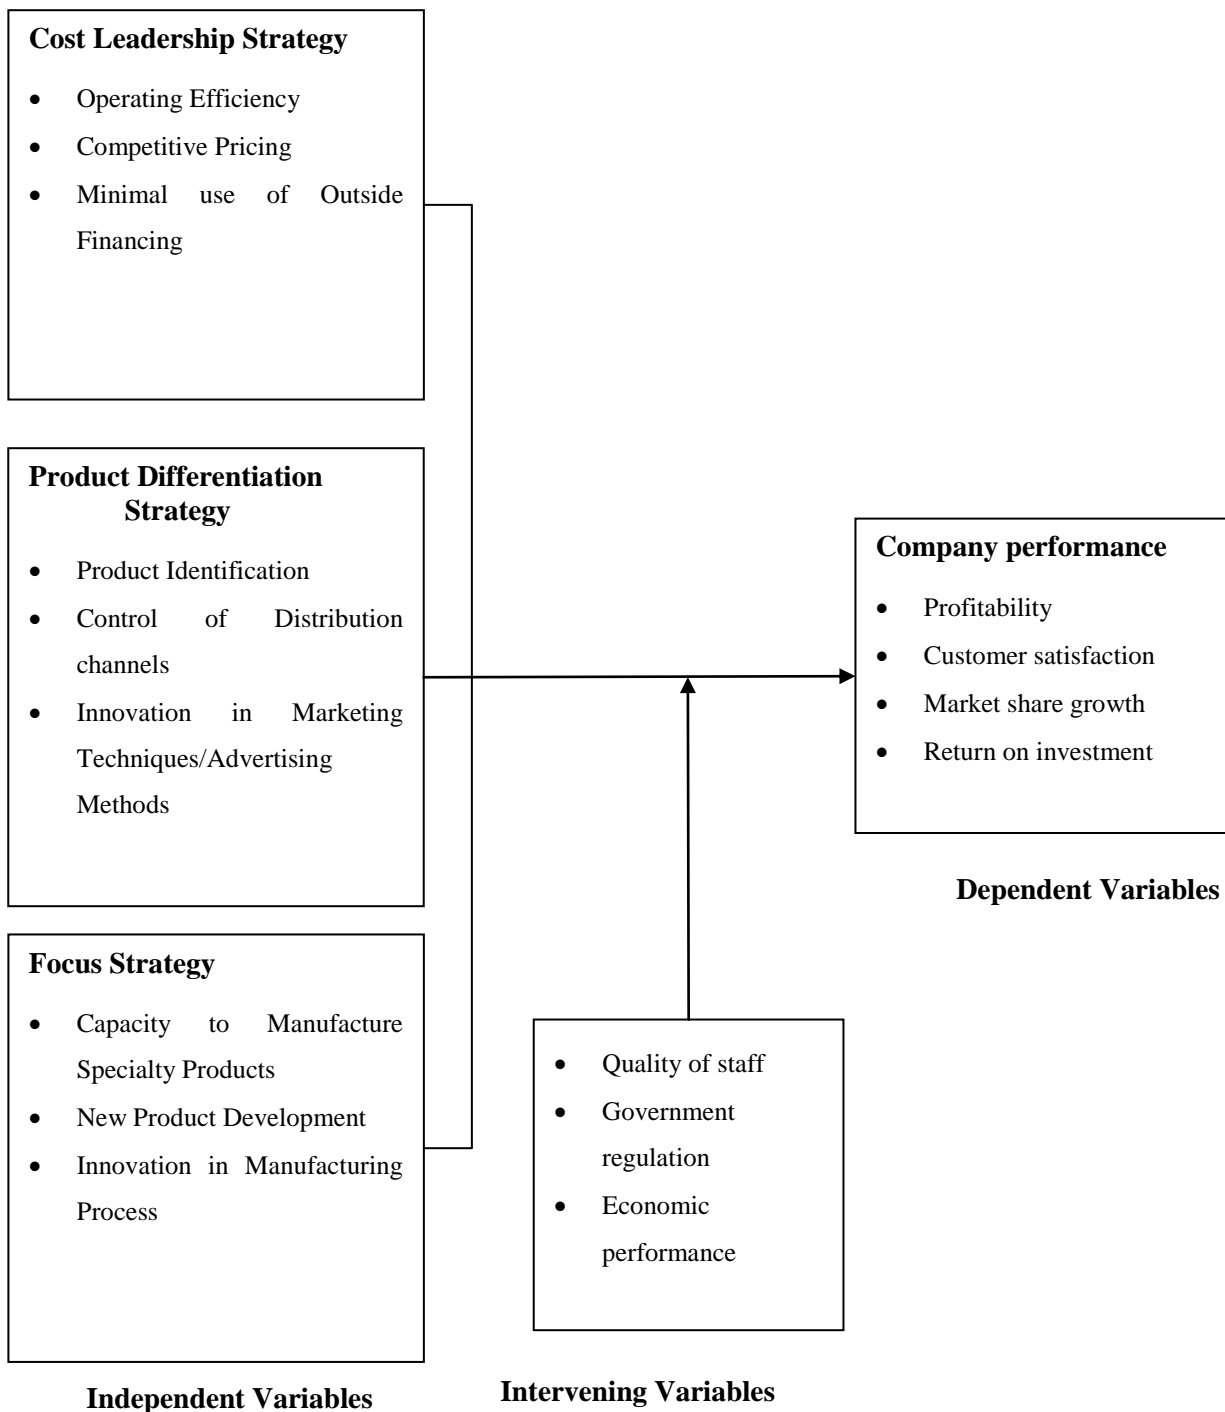 Cost Leadership Strategy
• Operating Efficiency
• Competitive Pricing
• Minimal use of Outside
Financing
Product Differentiation
Strategy
• Product Identification
• Control of Distribution
channels
• Innovation in Marketing
Techniques/Advertising
Methods
Focus Strategy
• Capacity to Manufacture
Specialty Products
• New Product Development
• Innovation in Manufacturing
Process
Independent Variables
• Quality of staff
• Government
regulation
• Economic
performance
Intervening Variables
Company performance
• Profitability
• Customer satisfaction
• Market share growth
• Return on investment
Dependent Variables